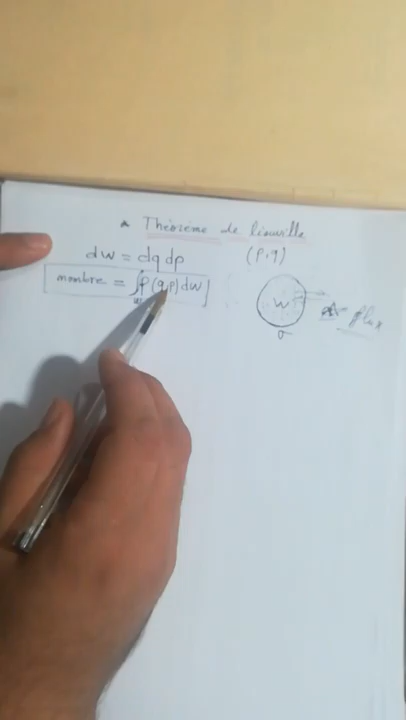 * Théorème de liouville
dw = dq dp (p,q)
nombre = ∫ P(q,p) dw
w
w
flux
σ